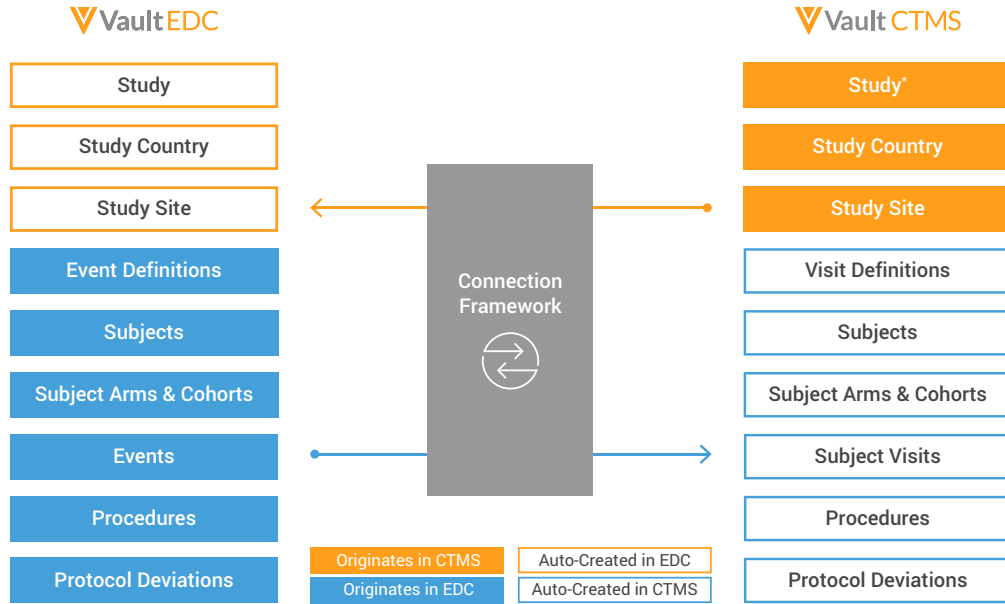 Vault EDC
Study
Study Country
Study Site
Event Definitions
Subjects
Subject Arms & Cohorts
Events
Procedures
Protocol Deviations
Connection
Framework
Originates in CTMS
Auto-Created in EDC
Originates in EDC
Auto-Created in CTMS
Vault CTMS
Study*
Study Country
Study Site
Visit Definitions
Subjects
Subject Arms & Cohorts
Subject Visits
Procedures
Protocol Deviations